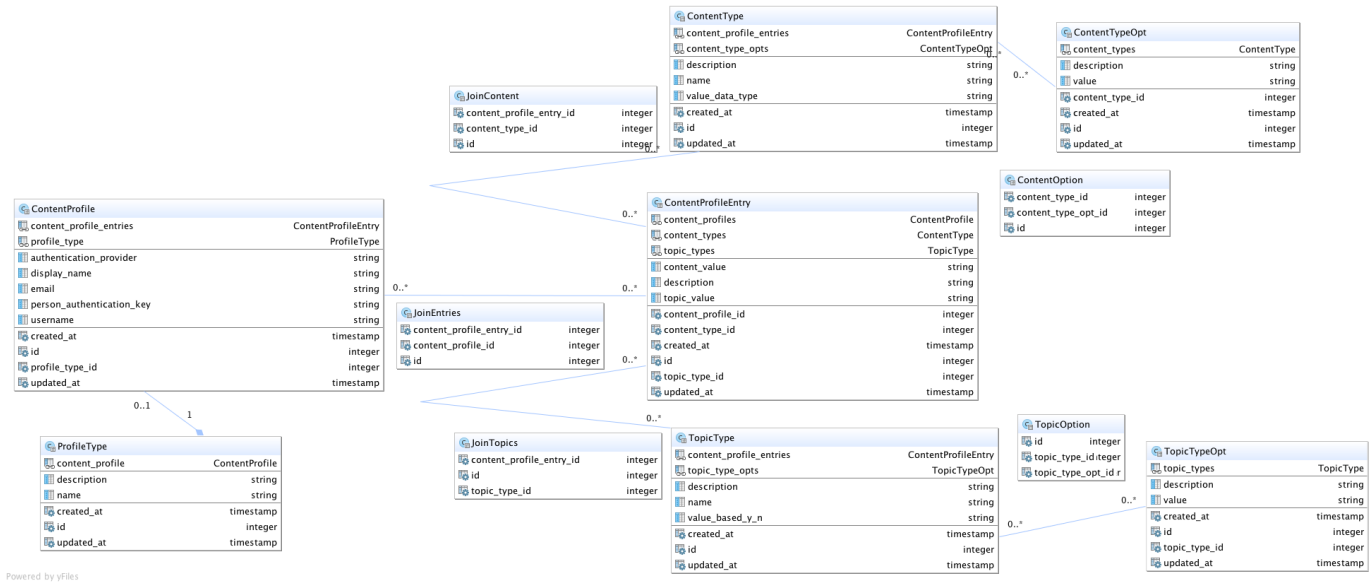 ContentType
content_profile_entries ContentProfileEntry
content_type_opts ContentTypeOpt
description string
name string
value_data_type string
created_at timestamp
id integer
updated_at timestamp
0..*
0..*
ContentTypeOpt
content_types ContentType
description string
value string
content_type_id integer
created_at timestamp
id integer
updated_at timestamp
JoinContent
content_profile_entry_id integer
content_type_id integer
id integer
0..*
0..*
ContentOption
content_type_id integer
content_type_opt_id integer
id integer
ContentProfile
content_profile_entries ContentProfileEntry
profile_type ProfileType
authentication_provider string
display_name string
email string
person_authentication_key string
username string
created_at timestamp
id integer
profile_type_id integer
updated_at timestamp
0..*
0..*
ContentProfileEntry
content_profiles ContentProfile
content_types ContentType
topic_types TopicType
content_value string
description string
topic_value string
content_profile_id integer
content_type_id integer
created_at timestamp
id integer
topic_type_id integer
updated_at timestamp
JoinEntries
content_profile_entry_id integer
content_profile_id integer
id integer
0..*
0..*
0..1
1
ProfileType
content_profile ContentProfile
description string
name string
created_at timestamp
id integer
updated_at timestamp
JoinTopics
content_profile_entry_id integer
id integer
topic_type_id integer
TopicType
content_profile_entries ContentProfileEntry
topic_type_opts TopicTypeOpt
description string
name string
value_based_y_n string
created_at timestamp
id integer
updated_at timestamp
0..*
0..*
TopicOption
id integer
topic_type_id :teger
topic_type_opt_id r
TopicTypeOpt
topic_types TopicType
description string
value string
created_at timestamp
id integer
topic_type_id integer
updated_at timestamp
Powered by yFiles